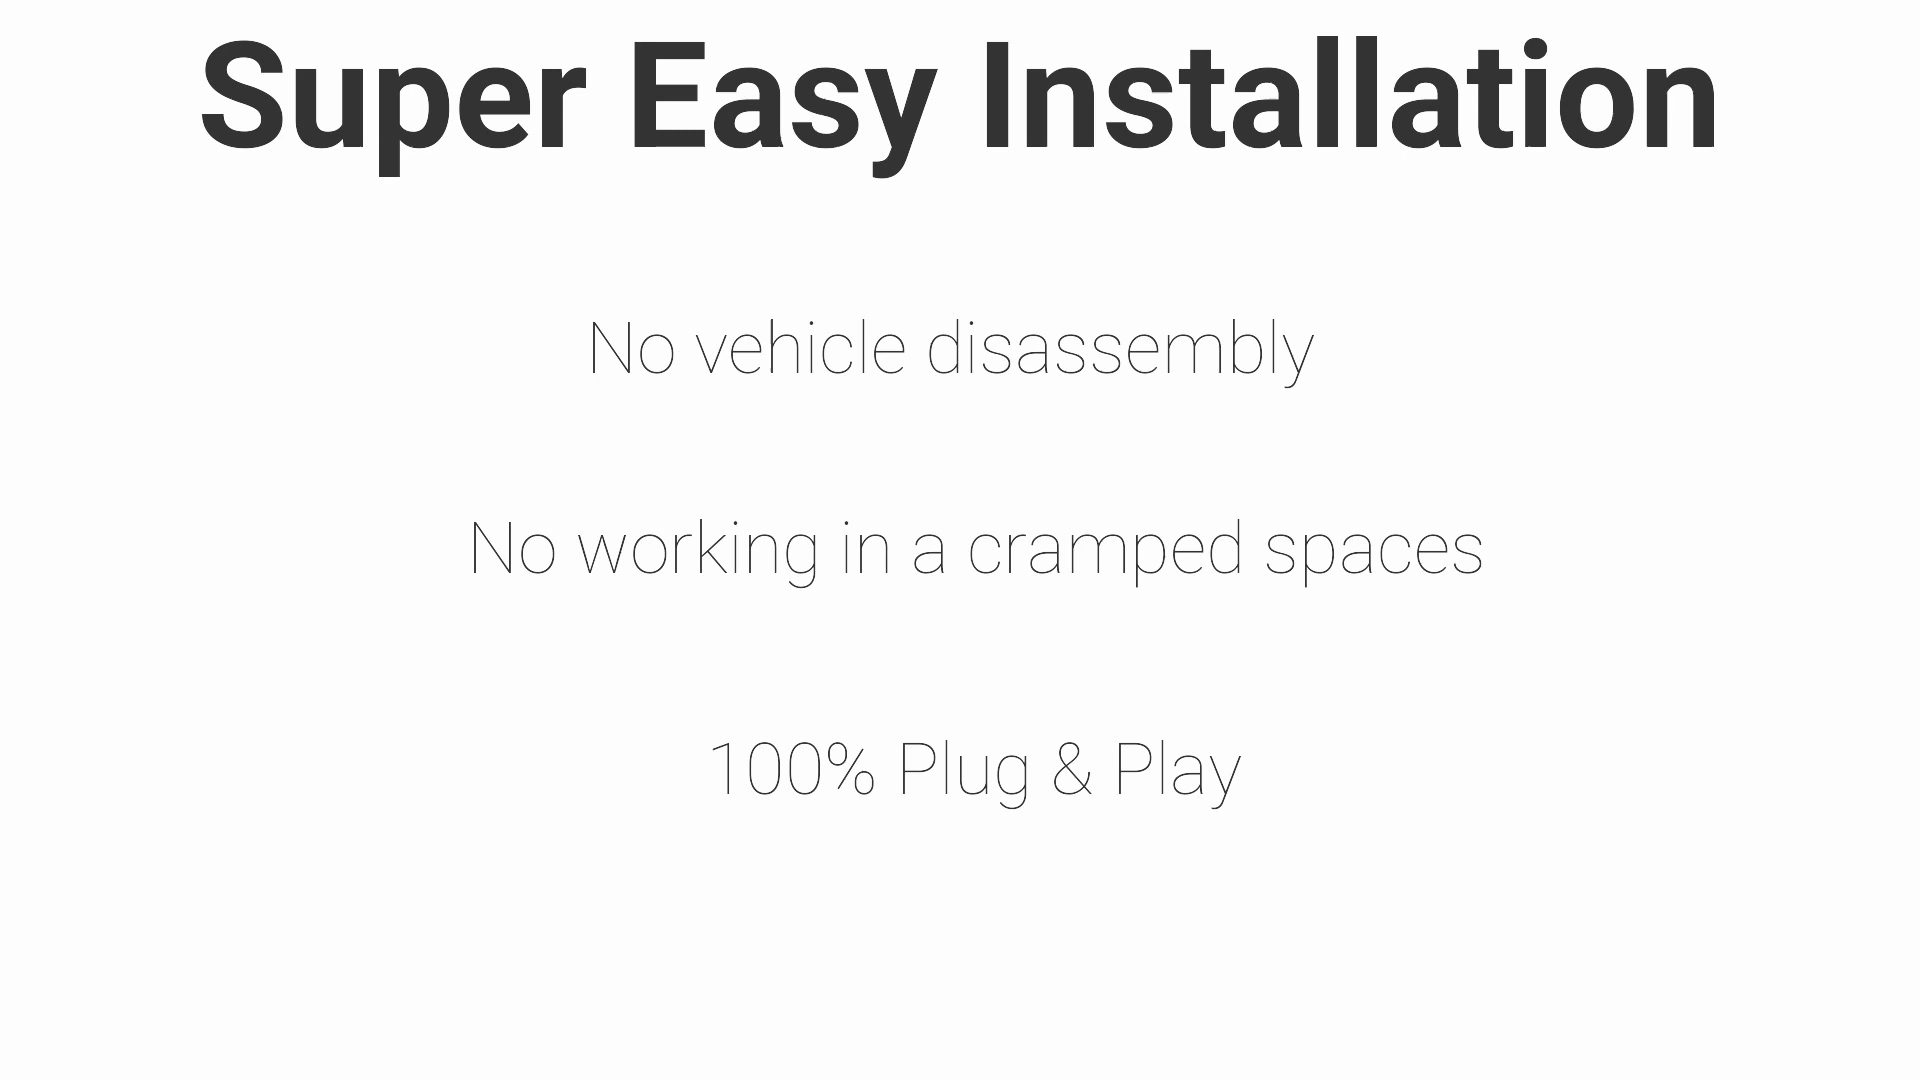 Super Easy Installation
No vehicle disassembly
No working in a cramped spaces
100% Plug & Play